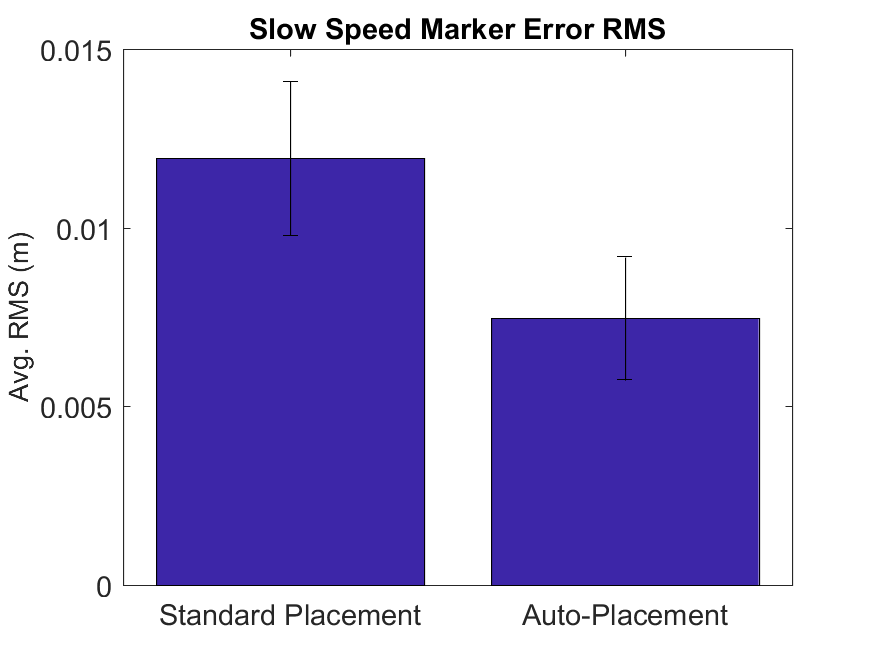 Slow Speed Marker Error RMS
0.015
0.01
0.005
0
Avg. RMS (m)
Standard Placement
Auto-Placement